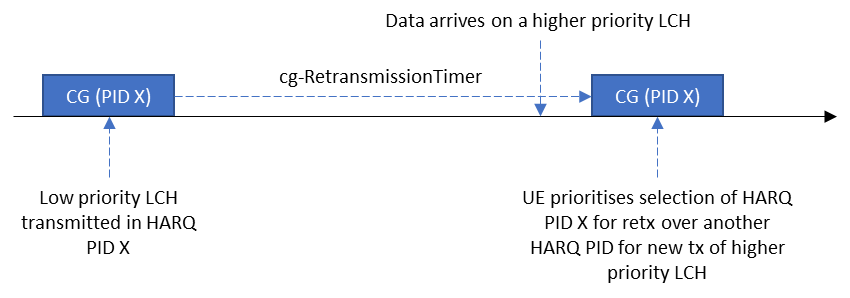 Data arrives on a higher priority LCH
cg-RetransmissionTimer
CG (PID X)
CG (PID X)
Low priority LCH
transmitted in HARQ
PID X
UE prioritises selection of HARQ
PID X for retx over another
HARQ PID for new tx of higher
priority LCH